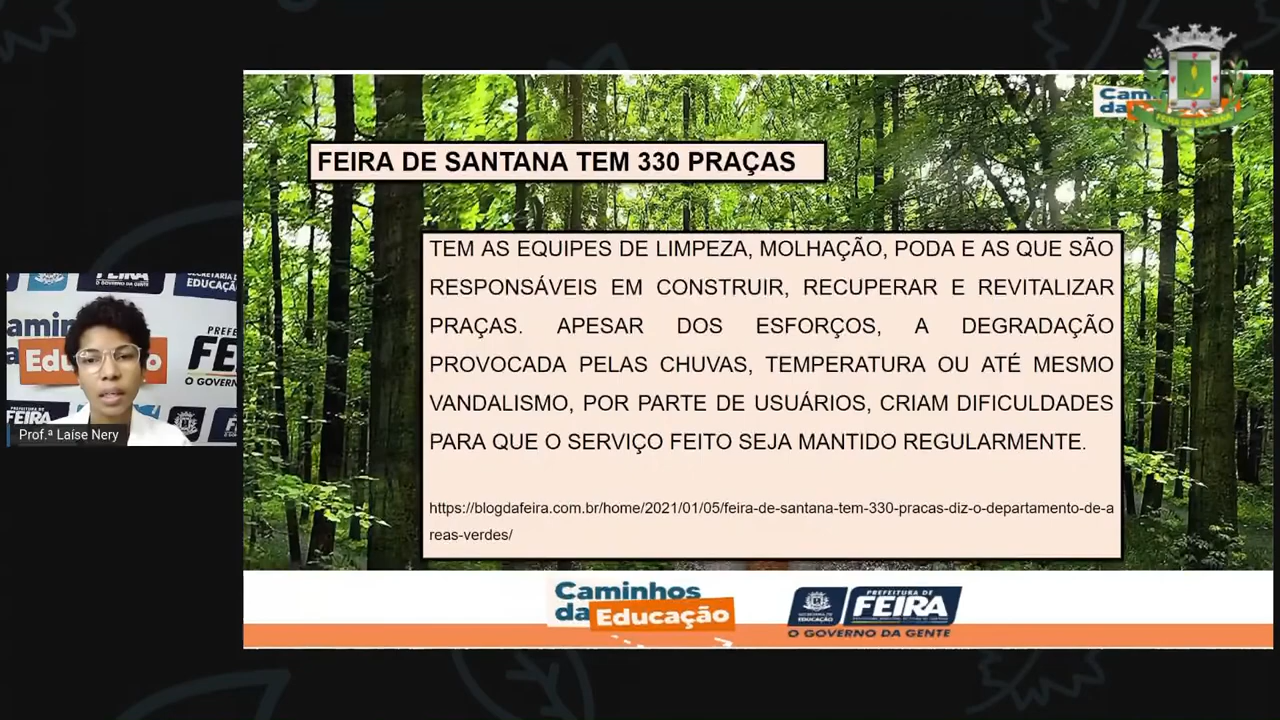 FEIRA DE SANTANA TEM 330 PRAÇAS
TEM AS EQUIPES DE LIMPEZA, MOLHAÇÃO, PODA E AS QUE SÃO
RESPONSÁVEIS EM CONSTRUIR, RECUPERAR E REVITALIZAR
PRAÇAS. APESAR DOS ESFORÇOS, A DEGRADAÇÃO
PROVOCADA PELAS CHUVAS, TEMPERATURA OU ATÉ MESMO
VANDALISMO, POR PARTE DE USUÁRIOS, CRIAM DIFICULDADES
PARA QUE O SERVIÇO FEITO SEJA MANTIDO REGULARMENTE.
https://blogdafeira.com.br/home/2021/01/05/feira-de-santana-tem-330-pracas-diz-o-departamento-de-a
reas-verdes/
Prof.ª Laíse Nery
Caminhos
da Educação
PREFEITURA DE
FEIRA
EDUCAÇÃO
O GOVERNO DA GENTE